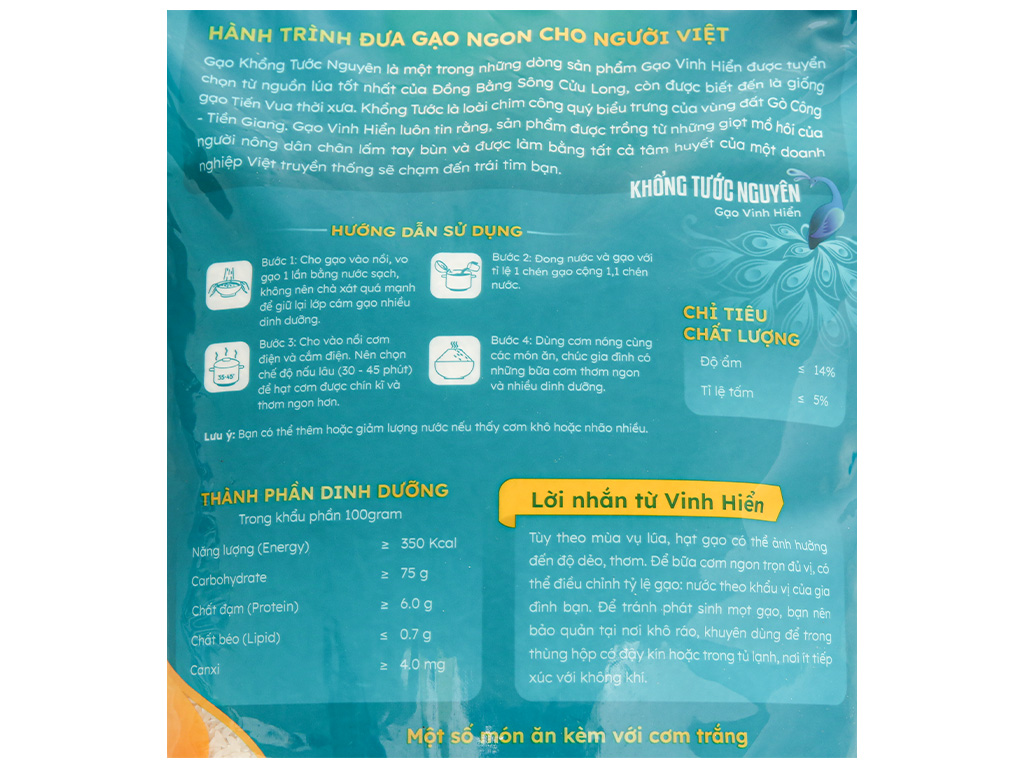 HÀNH TRÌNH ĐƯA GẠO NGON CHO NGƯỜI VIỆT
Gạo Khổng Tước Nguyên là một trong những dòng sản phẩm Gạo Vinh Hiển được tuyển
chọn từ nguồn lúa tốt nhất của Đồng Bằng Sông Cửu Long, còn được biết đến là giống
gạo Tiến Vua thời xưa. Khổng Tước là loài chim công quý biểu trưng của vùng đất Gò Công
- Tiền Giang. Gạo Vinh Hiển luôn tin rằng, sản phẩm được trồng từ những giọt mồ hôi của
người nông dân chân lấm tay bùn và được làm bằng tất cả tâm huyết của một doanh
nghiệp Việt truyền thống sẽ chạm đến trái tim bạn.
KHỔNG TƯỚC NGUYÊN
Gạo Vinh Hiển
HƯỚNG DẪN SỬ DỤNG
Bước 1: Cho gạo vào nồi, vo
gạo 1 lần bằng nước sạch,
không nên chà xát quá mạnh
để giữ lại lớp cám gạo nhiều
dinh dưỡng.
Bước 2: Đong nước và gạo với
tỉ lệ 1 chén gạo cộng 1,1 chén
nước.
35-45'
Bước 3: Cho vào nồi cơm
điện và cắm điện. Nên chọn
chế độ nấu lâu (30 - 45 phút)
để hạt cơm được chín kĩ và
thơm ngon hơn.
Bước 4: Dùng cơm nóng cùng
các món ăn, chúc gia đình có
những bữa cơm thơm ngon
và nhiều dinh dưỡng.
Lưu ý: Bạn có thể thêm hoặc giảm lượng nước nếu thấy cơm khô hoặc nhão nhiều.
CHỈ TIÊU
CHẤT LƯỢNG
Độ ẩm ≤ 14%
Tỉ lệ tấm ≤ 5%
THÀNH PHẦN DINH DƯỠNG
Trong khẩu phần 100gram
Năng lượng (Energy) ≥ 350 Kcal
Carbohydrate ≥ 75 g
Chất đạm (Protein) ≥ 6.0 g
Chất béo (Lipid) ≤ 0.7 g
Canxi ≥ 4.0 mg
Lời nhắn từ Vinh Hiển
Tùy theo mùa vụ lúa, hạt gạo có thể ảnh hưởng
đến độ dẻo, thơm. Để bữa cơm ngon trọn đủ vị, có
thể điều chỉnh tỷ lệ gạo: nước theo khẩu vị của gia
đình bạn. Để tránh phát sinh mọt gạo, bạn nên
bảo quản tại nơi khô ráo, khuyên dùng để trong
thùng hộp có đậy kín hoặc trong tủ lạnh, nơi ít tiếp
xúc với không khí.
Một số món ăn kèm với cơm trắng